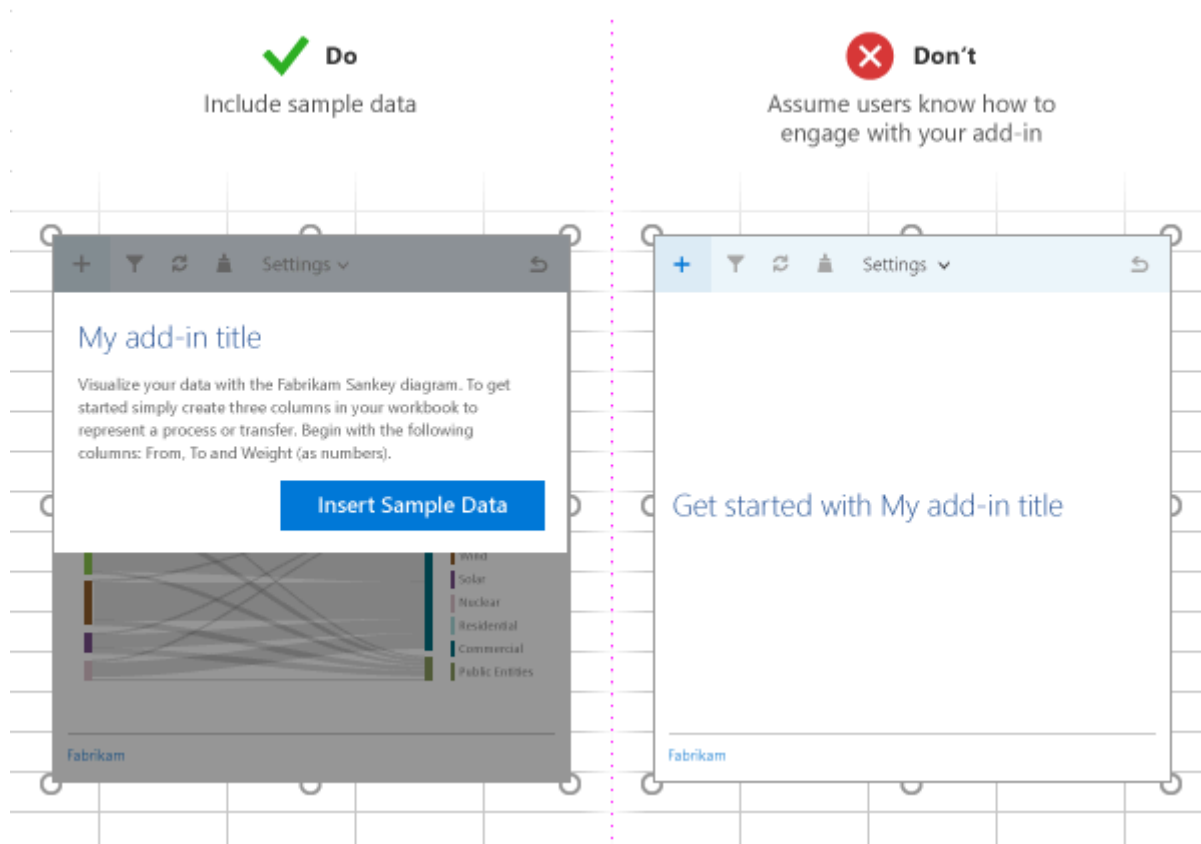 Do
Include sample data
Settings
My add-in title
Visualize your data with the Fabrikam Sankey diagram. To get
started simply create three columns in your workbook to
represent a process or transfer. Begin with the following
columns: From, To and Weight (as numbers).
Insert Sample Data
Wind
Solar
Nuclear
Residential
Commercial
Public Entities
Fabrikam
Don't
Assume users know how to
engage with your add-in
Settings
Get started with My add-in title
Fabrikam